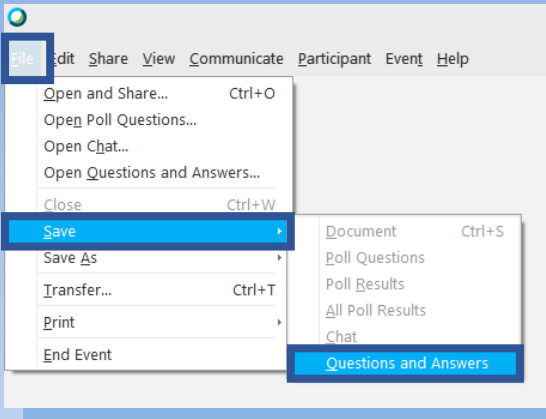 File Edit Share View Communicate Participant Event Help
Open and Share... Ctrl+O
Open Poll Questions...
Open Chat...
Open Questions and Answers...
Close Ctrl+W
Save
Save As
Transfer... Ctrl+T
Print
End Event
Document Ctrl+S
Poll Questions
Poll Results
All Poll Results
Chat
Questions and Answers